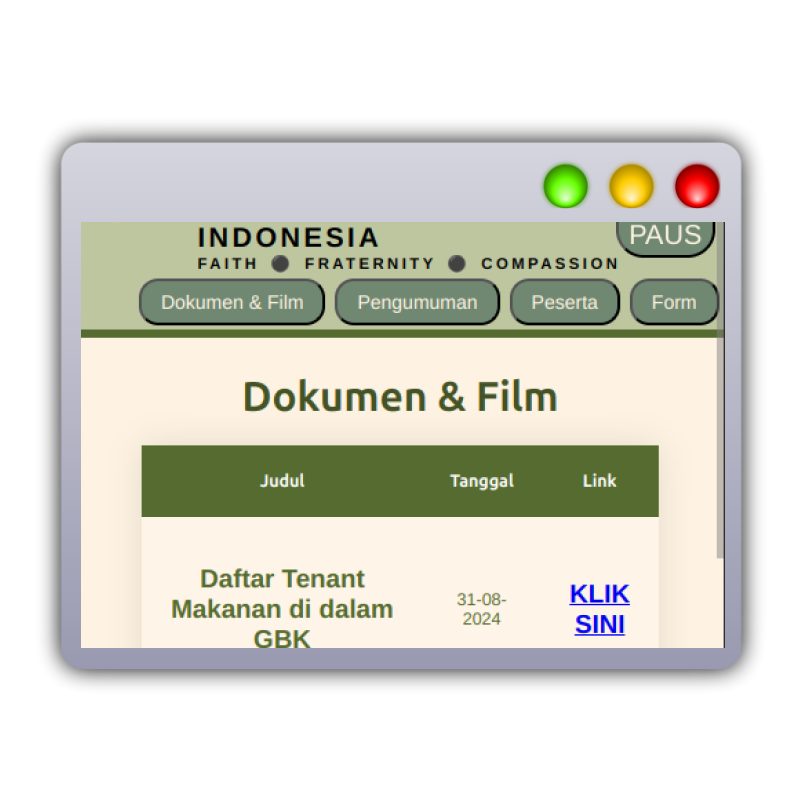 INDONESIA
PAUS
FAITH ⚫ FRATERNITY ⚫ COMPASSION
Dokumen & Film
Pengumuman
Peserta
Form
Dokumen & Film
Judul
Tanggal
Link
Daftar Tenant
Makanan di dalam
GBK
31-08-
2024
KLIK
SINI